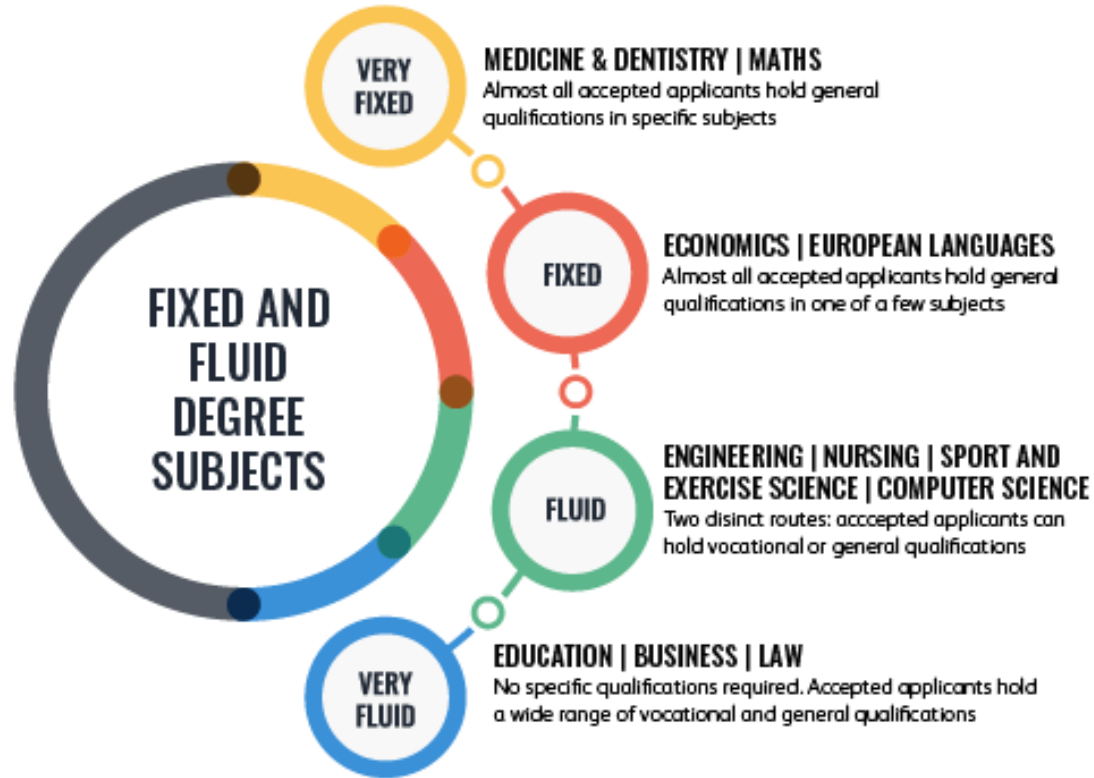 VERY
FIXED
MEDICINE & DENTISTRY | MATHS
Almost all accepted applicants hold general
qualifications in specific subjects
FIXED
ECONOMICS | EUROPEAN LANGUAGES
Almost all accepted applicants hold general
qualifications in one of a few subjects
FIXED AND
FLUID
DEGREE
SUBJECTS
FLUID
ENGINEERING | NURSING | SPORT AND
EXERCISE SCIENCE | COMPUTER SCIENCE
Two disinct routes: acccepted applicants can
hold vocational or general qualifications
VERY
FLUID
EDUCATION | BUSINESS | LAW
No specific qualifications required. Accepted applicants hold
a wide range of vocational and general qualifications